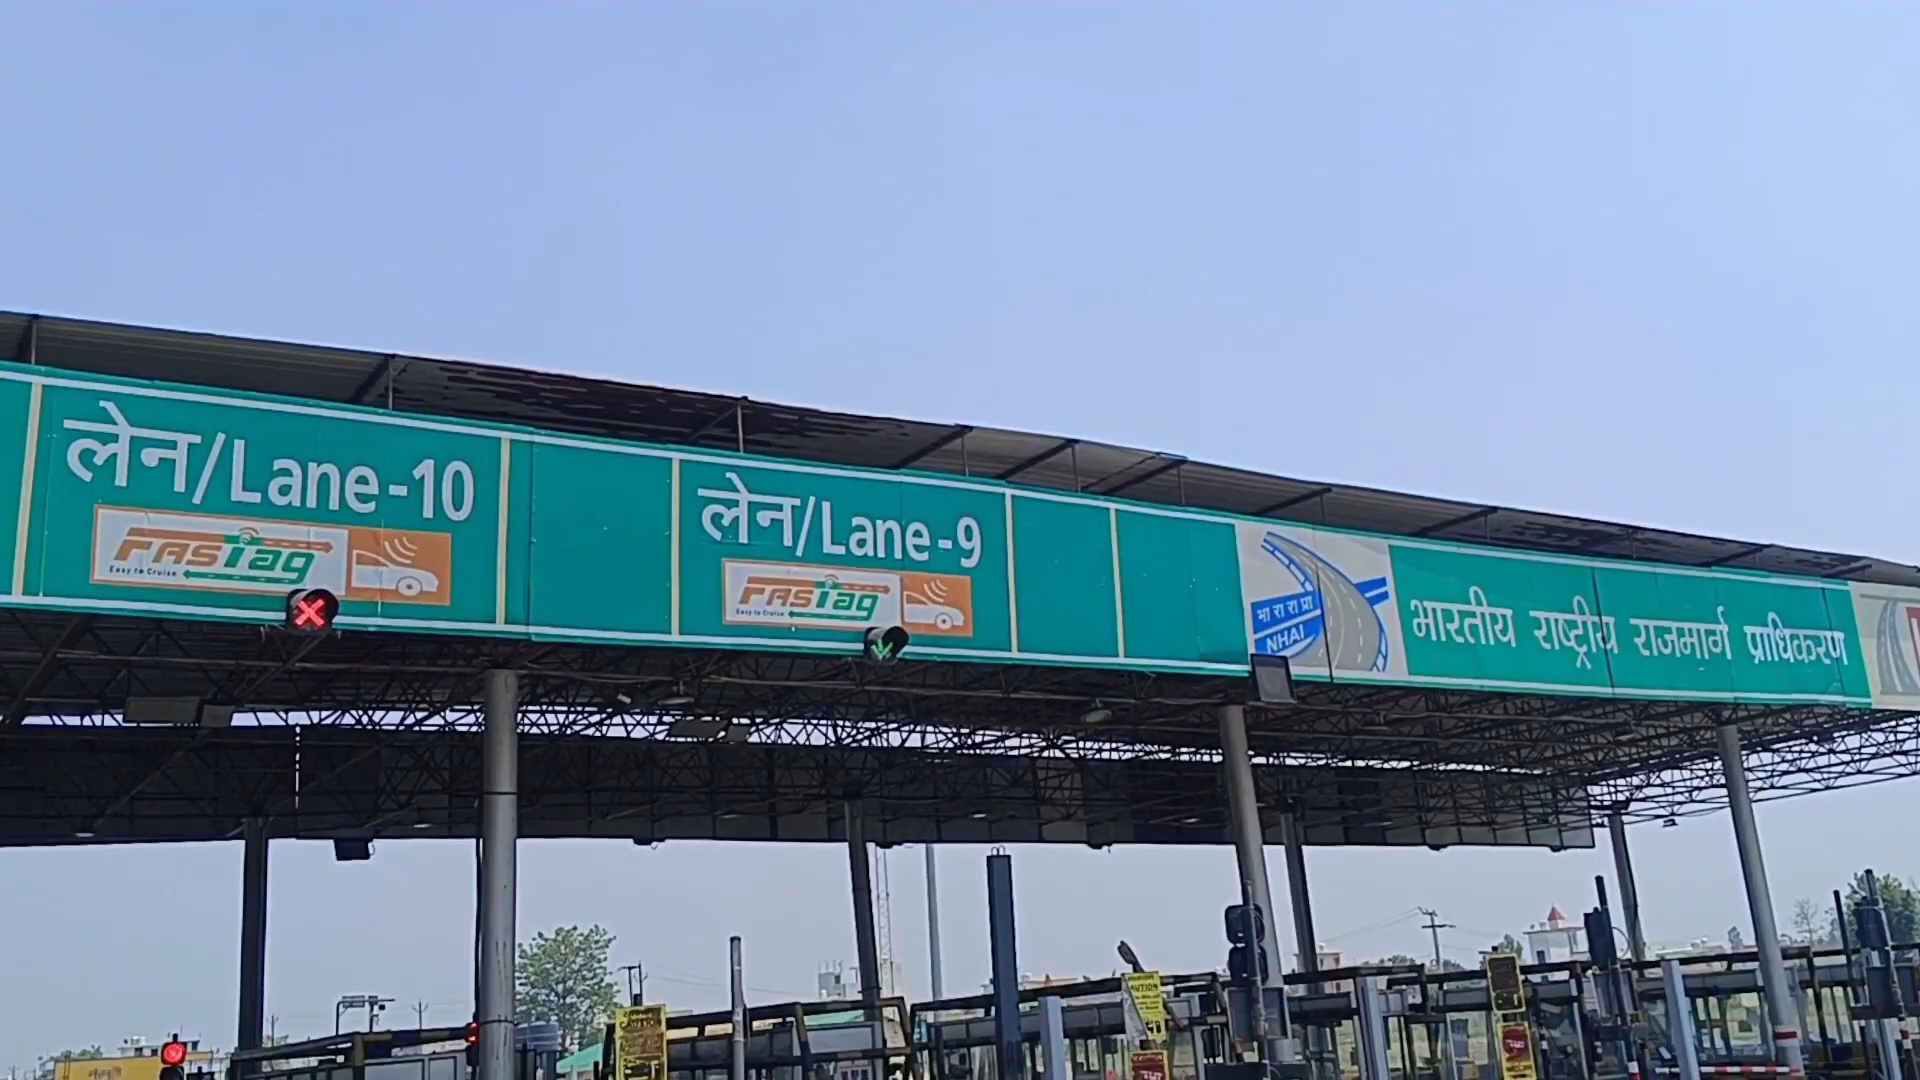 लेन/Lane-10
FASTag
Easy to Cruise
लेन/Lane-9
FASTag
Easy to Cruise
भा रा रा प्रा
NHAI
भारतीय राष्ट्रीय राजमार्ग प्राधिकरण